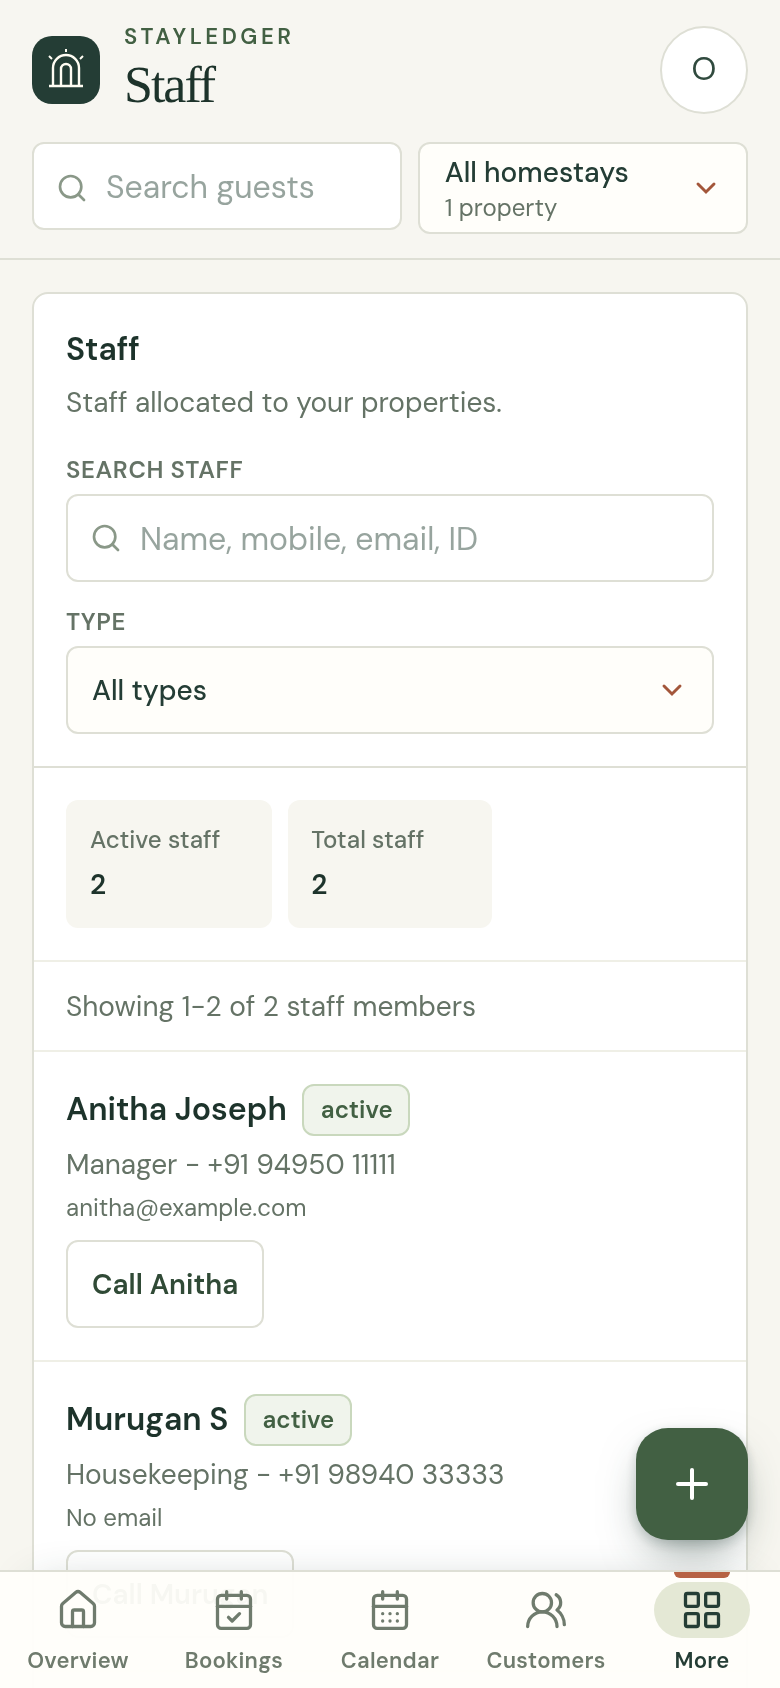 STAYLEDGER
Staff
O
Search guests
All homestays
1 property
Staff
Staff allocated to your properties.
SEARCH STAFF
Name, mobile, email, ID
TYPE
All types
Active staff
2
Total staff
2
Showing 1-2 of 2 staff members
Anitha Joseph active
Manager - +91 94950 11111
anitha@example.com
Call Anitha
Murugan S active
Housekeeping - +91 98940 33333
No email
Call Murugan
Overview
Bookings
Calendar
Customers
More